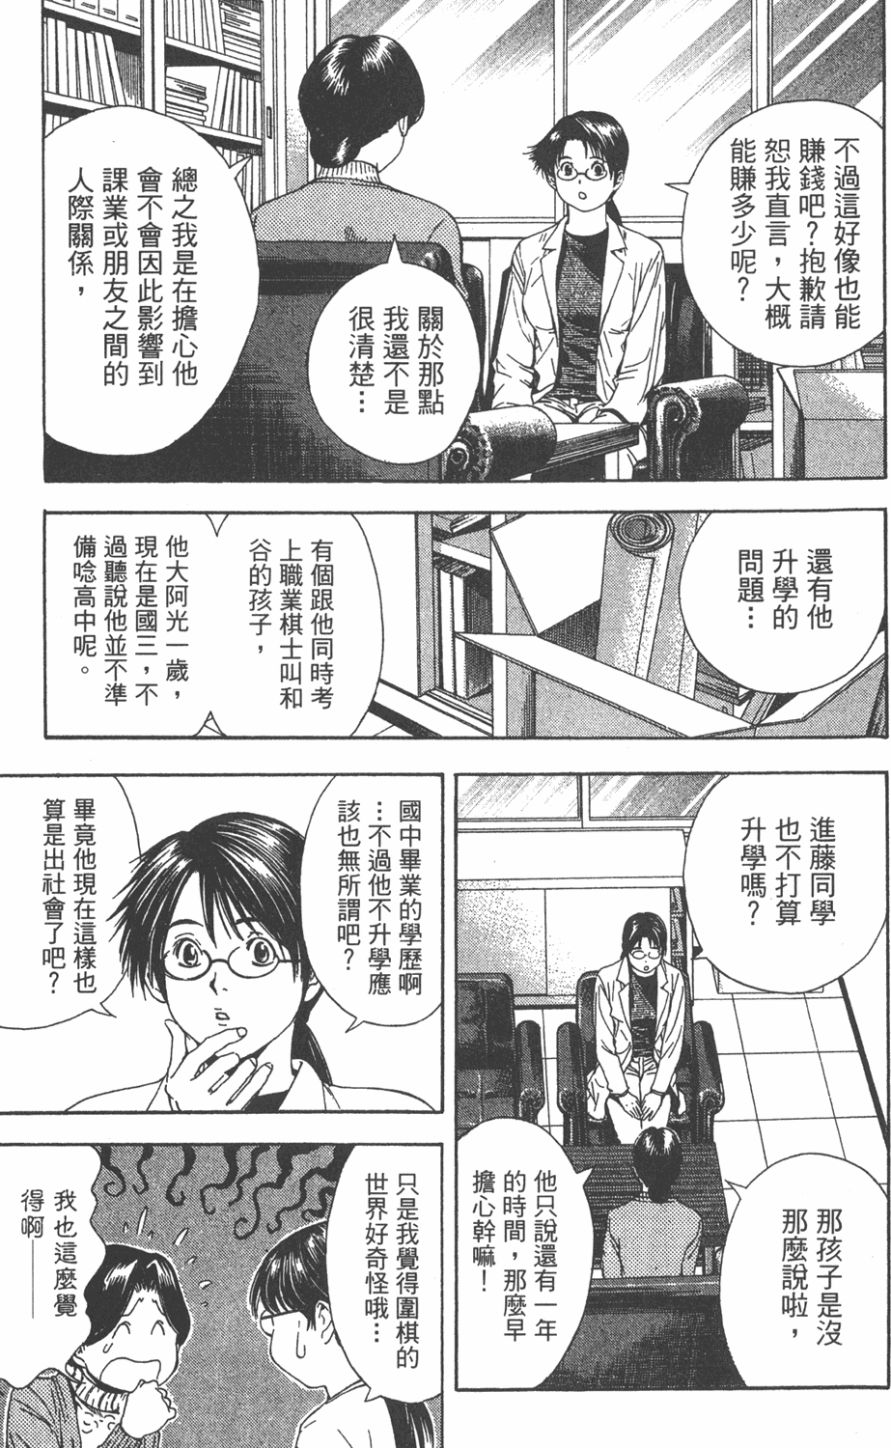 不過這好像也能
賺錢吧？抱歉請
恕我直言，大概
能賺多少呢？
關於那點
我還不是
很清楚…
總之我是在擔心他
會不會因此影響到
課業或朋友之間的
人際關係，
還有他
升學的
問題…
有個跟他同時考
上職業棋士叫和
谷的孩子，
他大阿光一歲，
現在是國三，不
過聽說他並不準
備唸高中呢。
進藤同學
也不打算
升學嗎？
那孩子是沒
那麼說啦，
他只說還有一年
的時間，那麼早
擔心幹嘛！
國中畢業的學歷啊
…不過他不升學應
該也無所謂吧？
畢竟他現在這樣也
算是出社會了吧？
只是我覺得圍棋的
世界好奇怪哦…
我也這麼覺
得啊——